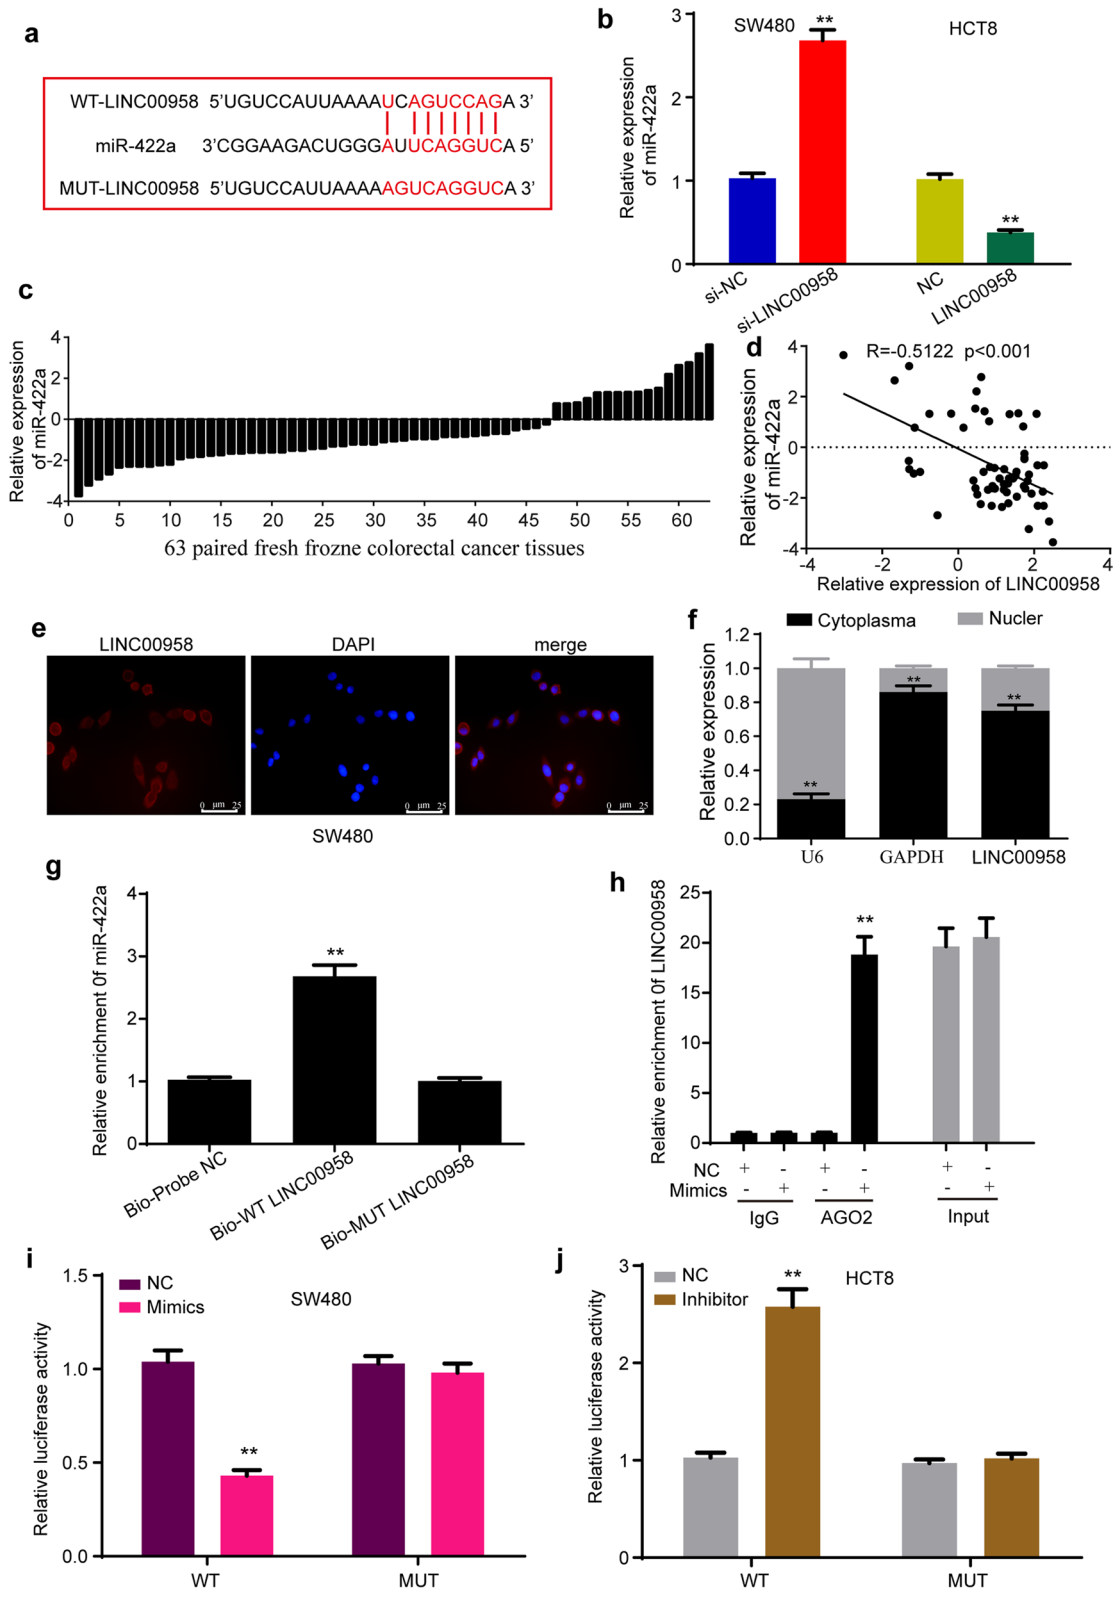 a
WT-LINC00958 5'UGUCCAUUAAAAUCAGUCCAGA 3'
miR-422a 3'CGGAAGACUGGGAUUCAGGUCA 5'
MUT-LINC00958 5'UGUCCAUUAAAAAGUCAGGUCA 3'
b
Relative expression
of miR-422a
3
2
1
0
SW480
**
HCT8
**
si-NC
si-LINC00958
NC
LINC00958
c
Relative expression
of miR-422a
4
2
0
-2
-4
0 5 10 15 20 25 30 35 40 45 50 55 60
63 paired fresh frozne colorectal cancer tissues
d
R=-0.5122 p<0.001
Relative expression
of miR-422a
4
2
0
-2
-4
-4 -2 0 2 4
Relative expression of LINC00958
e
LINC00958
DAPI
merge
0 μm 25
0 μm 25
0 μm 25
SW480
f
Cytoplasma
Nucler
Relative expression
1.2
1.0
0.8
0.6
0.4
0.2
0.0
**
**
**
U6
GAPDH
LINC00958
g
Relative enrichment 0f miR-422a
4
3
2
1
0
**
Bio-Probe NC
Bio-WT LINC00958
Bio-MUT LINC00958
h
Relative enrichment 0f LINC00958
25
20
15
10
5
0
**
NC + - + - + -
Mimics - + - + - +
IgG
AGO2
Input
i
NC
Mimics
SW480
Relative luciferase activity
1.5
1.0
0.5
0.0
**
WT
MUT
j
NC
Inhibitor
HCT8
Relative luciferase activity
3
2
1
0
**
WT
MUT